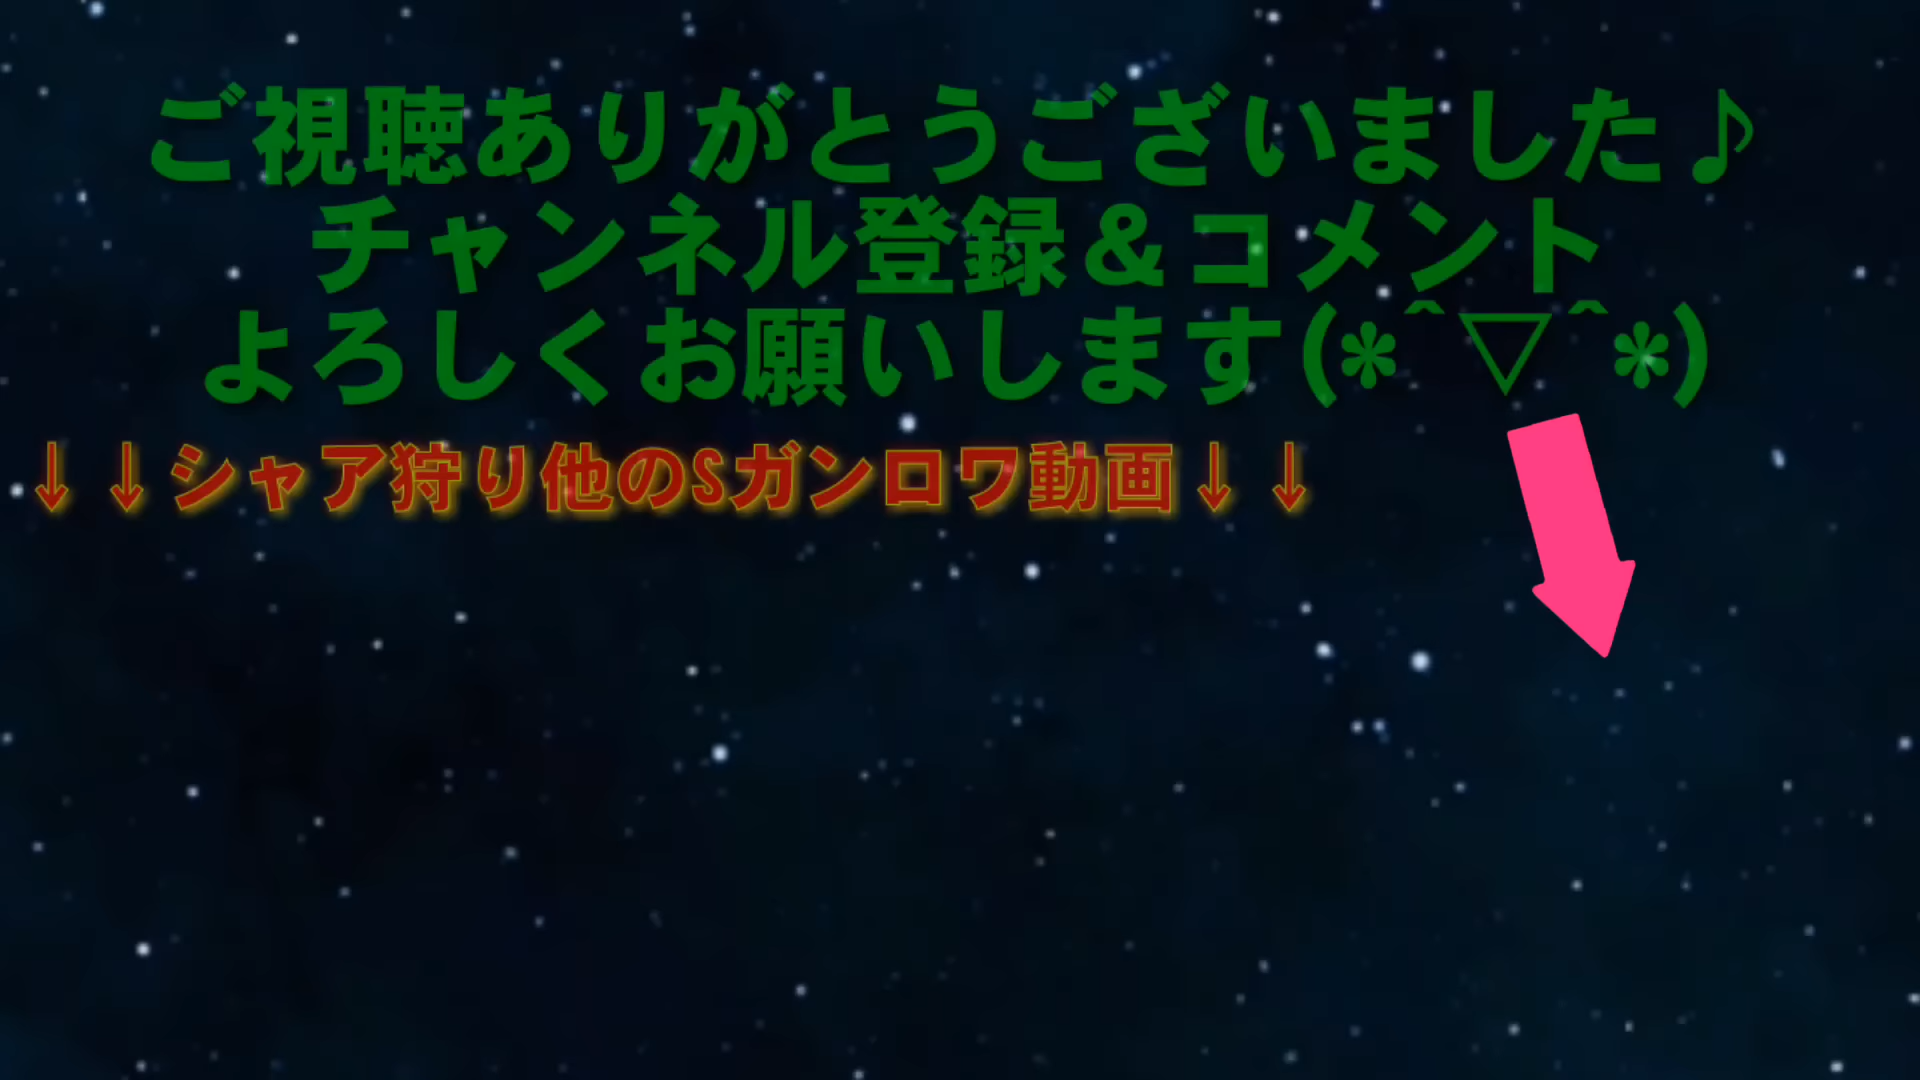 ご視聴ありがとうございました♪
チャンネル登録＆コメント
よろしくお願いします(*＾▽＾*)
↓↓シャア狩り他のSガンロワ動画↓↓